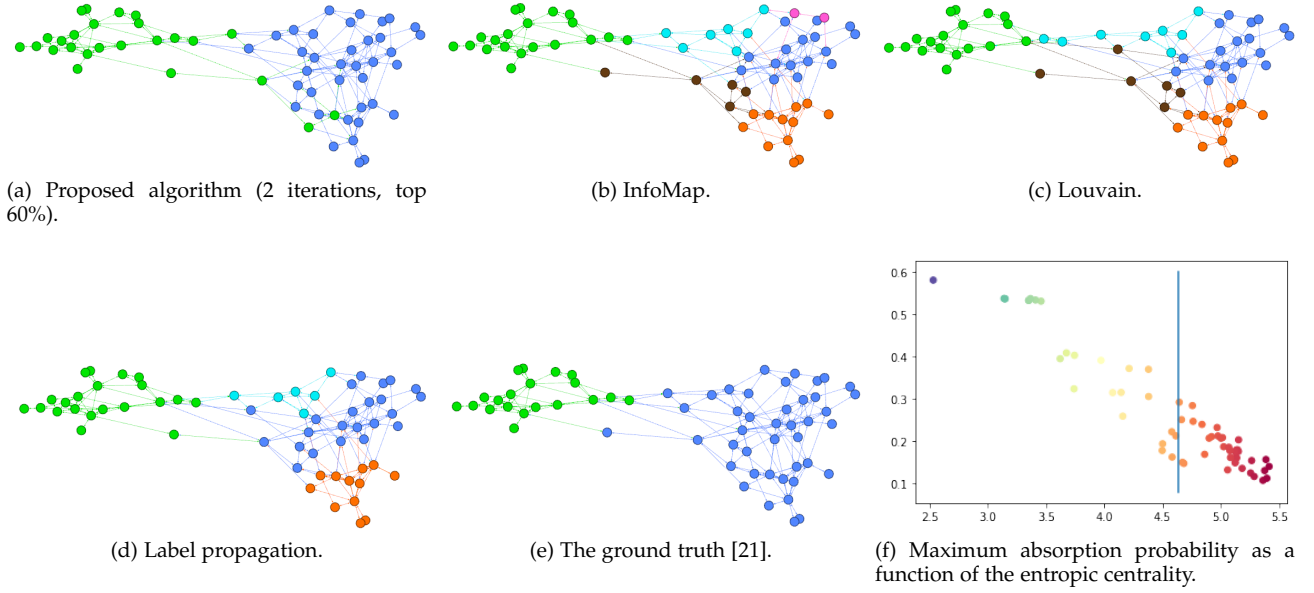 (a) Proposed algorithm (2 iterations, top
60%).
(b) InfoMap.
(c) Louvain.
(d) Label propagation.
(e) The ground truth [21].
0.6
0.5
0.4
0.3
0.2
0.1
2.5 3.0 3.5 4.0 4.5 5.0 5.5
(f) Maximum absorption probability as a
function of the entropic centrality.